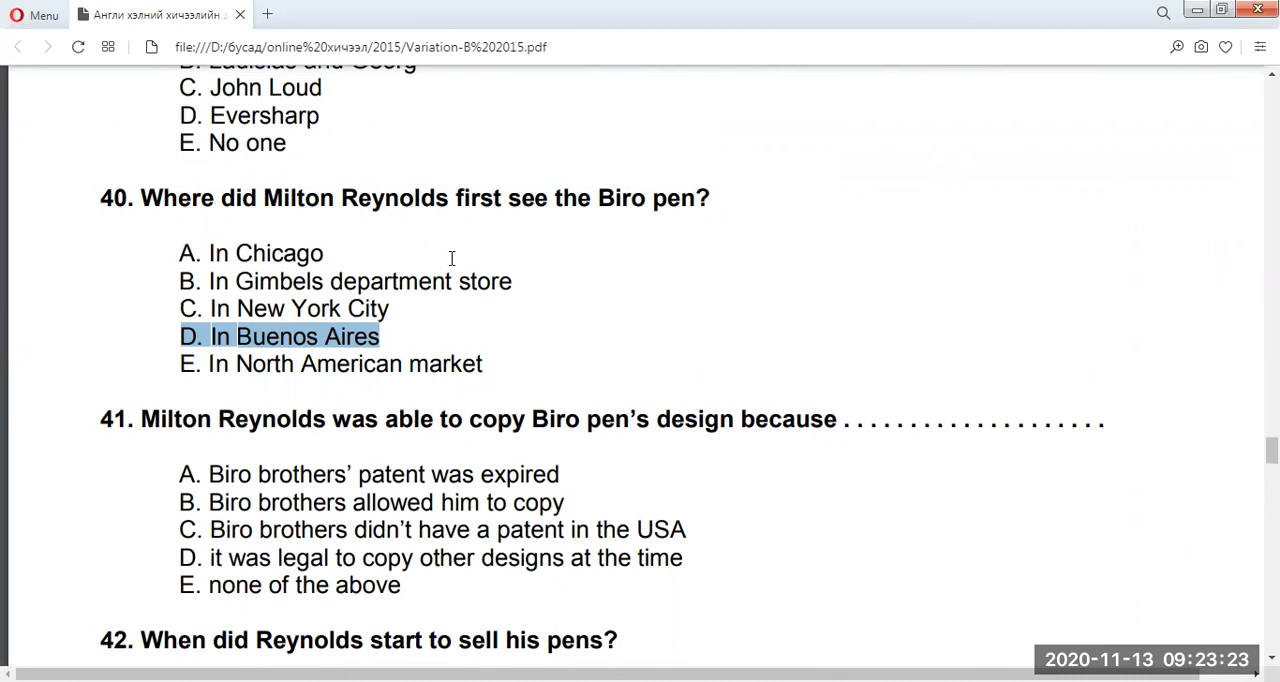 Menu
Англи хэлний хичээлийн д
file:///D:/бусад/online%20хичээл/2015/Variation-B%202015.pdf
B. Ladislas and Georg
C. John Loud
D. Eversharp
E. No one
40. Where did Milton Reynolds first see the Biro pen?
A. In Chicago
B. In Gimbels department store
C. In New York City
D. In Buenos Aires
E. In North American market
41. Milton Reynolds was able to copy Biro pen’s design because . . . . . . . . . . . . . . . . . . . .
A. Biro brothers’ patent was expired
B. Biro brothers allowed him to copy
C. Biro brothers didn’t have a patent in the USA
D. it was legal to copy other designs at the time
E. none of the above
42. When did Reynolds start to sell his pens?
2020-11-13 09:23:23